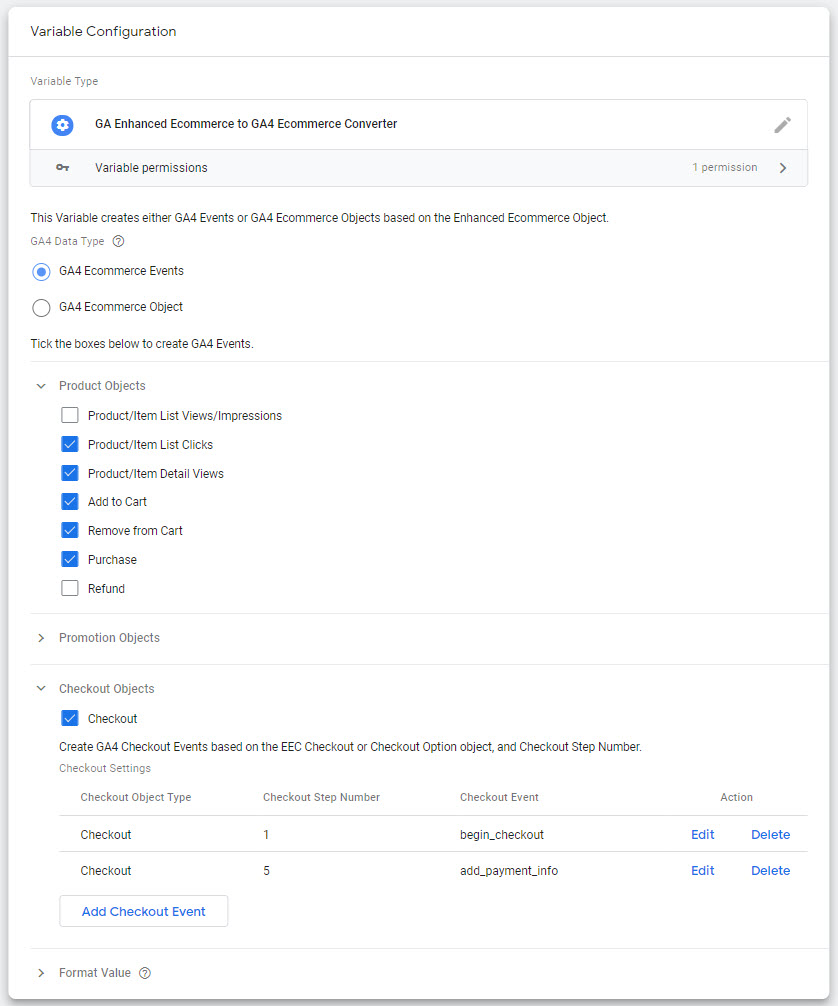 Variable Configuration
Variable Type
GA Enhanced Ecommerce to GA4 Ecommerce Converter
Variable permissions 1 permission
This Variable creates either GA4 Events or GA4 Ecommerce Objects based on the Enhanced Ecommerce Object.
GA4 Data Type ?
GA4 Ecommerce Events
GA4 Ecommerce Object
Tick the boxes below to create GA4 Events.
Product Objects
Product/Item List Views/Impressions
Product/Item List Clicks
Product/Item Detail Views
Add to Cart
Remove from Cart
Purchase
Refund
Promotion Objects
Checkout Objects
Checkout
Create GA4 Checkout Events based on the EEC Checkout or Checkout Option object, and Checkout Step Number.
Checkout Settings
Checkout Object Type Checkout Step Number Checkout Event Action
Checkout 1 begin_checkout Edit Delete
Checkout 5 add_payment_info Edit Delete
Add Checkout Event
Format Value ?